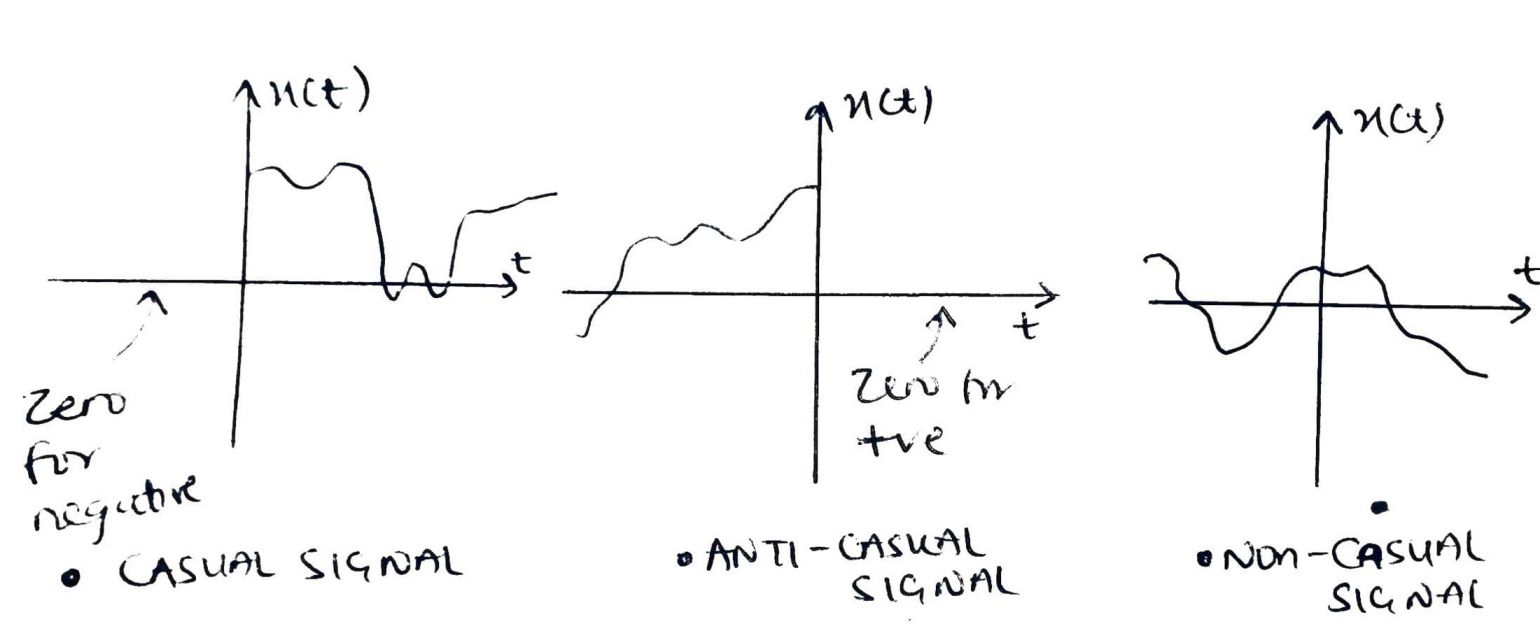 x(t)
t
zero
for
negative
• CASUAL SIGNAL
x(t)
t
zero for
+ve
• ANTI-CASUAL
SIGNAL
x(t)
t
• NON-CASUAL
SIGNAL